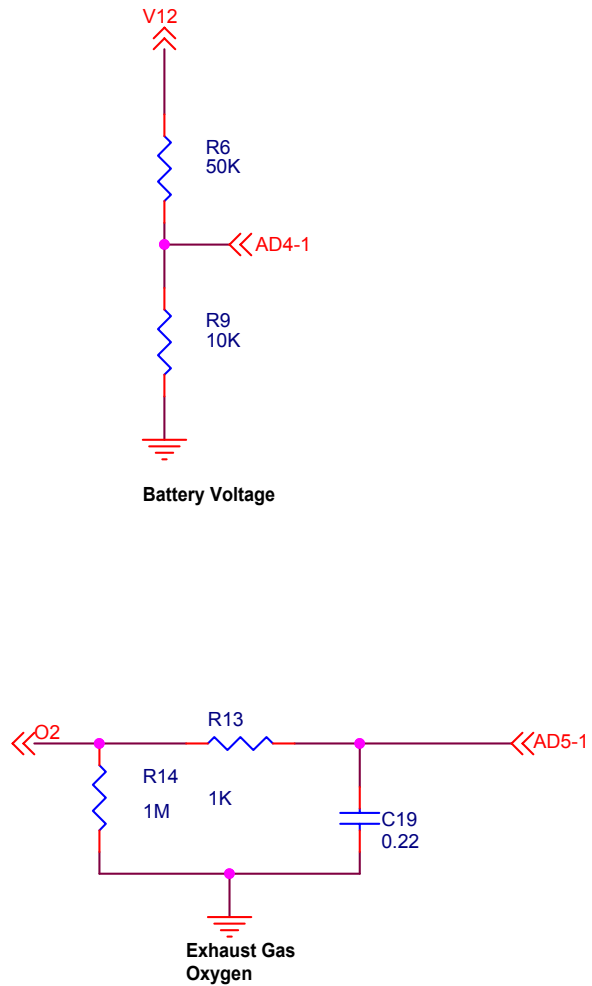 V12
R6
50K
AD4-1
R9
10K
Battery Voltage
O2
R13
AD5-1
R14
1M
1K
C19
0.22
Exhaust Gas
Oxygen